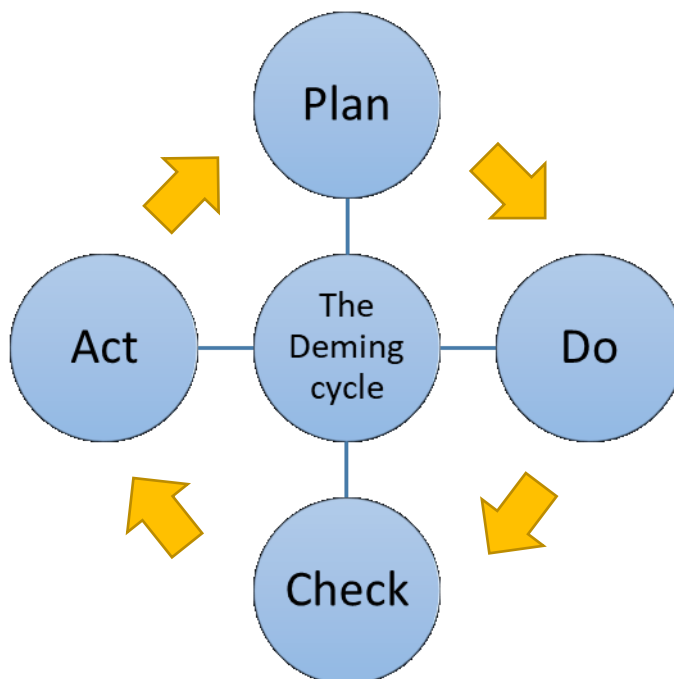 Plan
Act
The
Deming
cycle
Do
Check